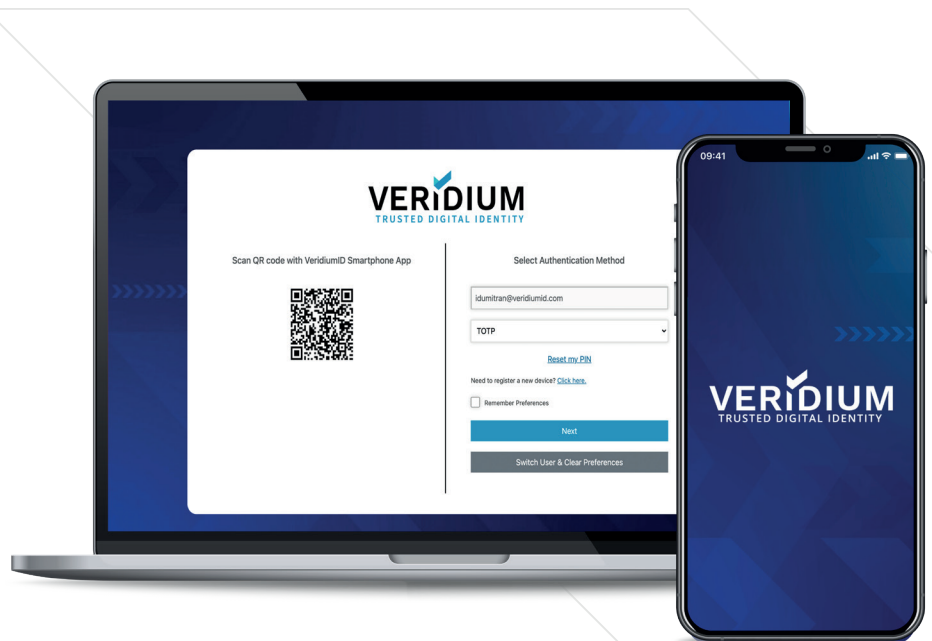 VERIDIUM
TRUSTED DIGITAL IDENTITY
Scan QR code with VeridiumID Smartphone App
Select Authentication Method
idumitran@veridiumid.com
TOTP
Reset my PIN
Need to register a new device? Click here.
Remember Preferences
Next
Switch User & Clear Preferences
09:41
VERIDIUM
TRUSTED DIGITAL IDENTITY